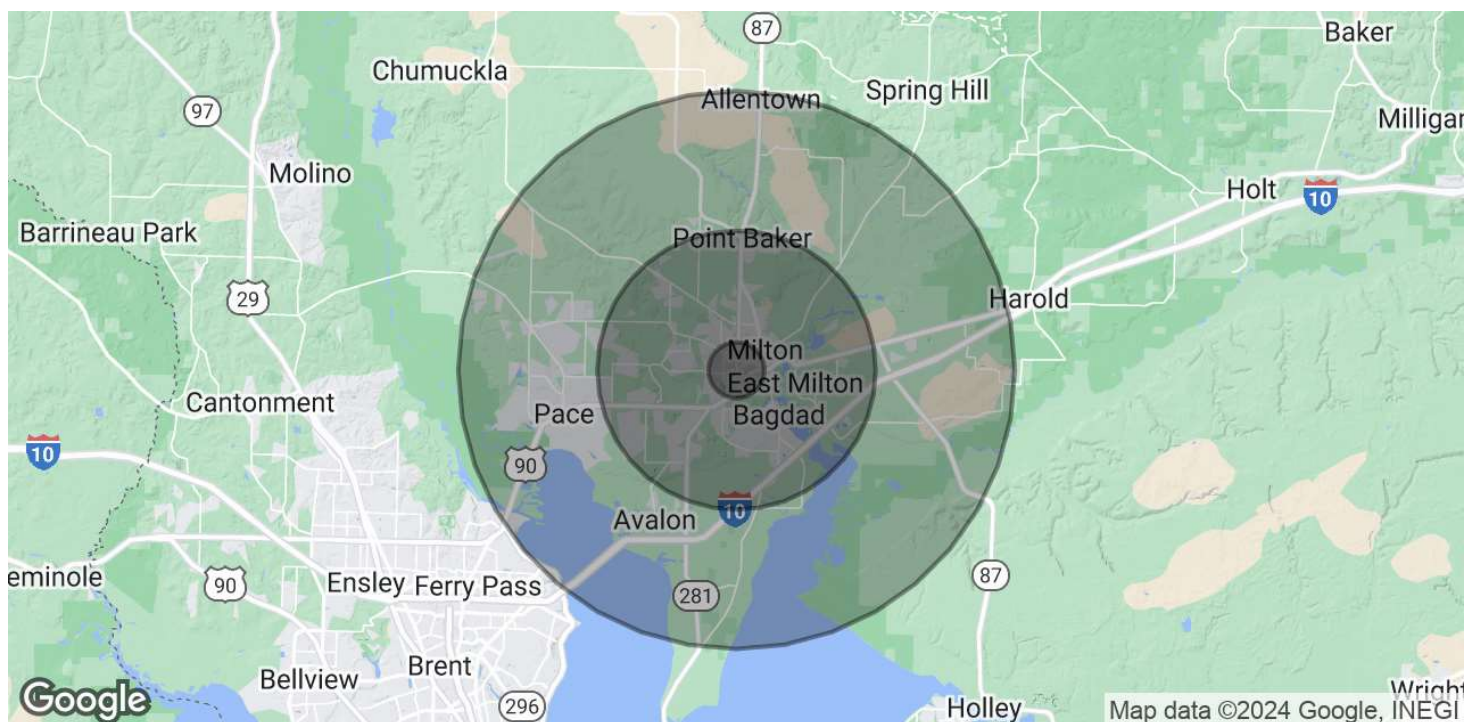 87
Baker
Chumuckla
Allentown
Spring Hill
97
Milligan
Molino
Holt
10
Barrineau Park
Point Baker
29
Harold
Milton
East Milton
Cantonment
Pace
Bagdad
10
90
10
Avalon
eminole
90
Ensley
Ferry Pass
87
281
Brent
Bellview
Wright
Google
296
Holley
Map data ©2024 Google, INEGI